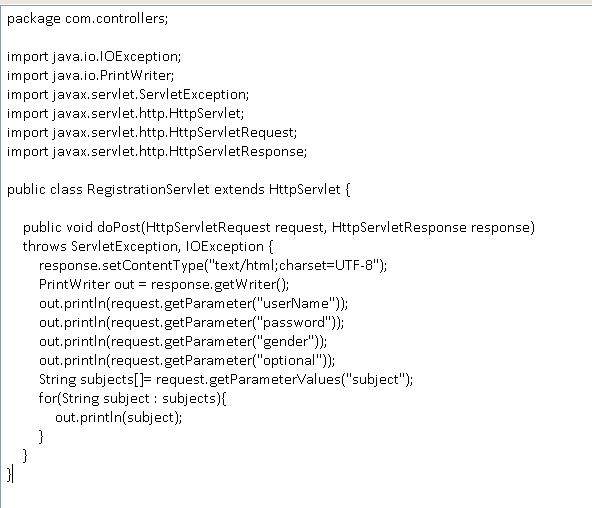 package com.controllers;

import java.io.IOException;
import java.io.PrintWriter;
import javax.servlet.ServletException;
import javax.servlet.http.HttpServlet;
import javax.servlet.http.HttpServletRequest;
import javax.servlet.http.HttpServletResponse;

public class RegistrationServlet extends HttpServlet {

    public void doPost(HttpServletRequest request, HttpServletResponse response)
    throws ServletException, IOException {
        response.setContentType("text/html;charset=UTF-8");
        PrintWriter out = response.getWriter();
        out.println(request.getParameter("userName"));
        out.println(request.getParameter("password"));
        out.println(request.getParameter("gender"));
        out.println(request.getParameter("optional"));
        String subjects[]= request.getParameterValues("subject");
        for(String subject : subjects){
            out.println(subject);
        }
    }
}